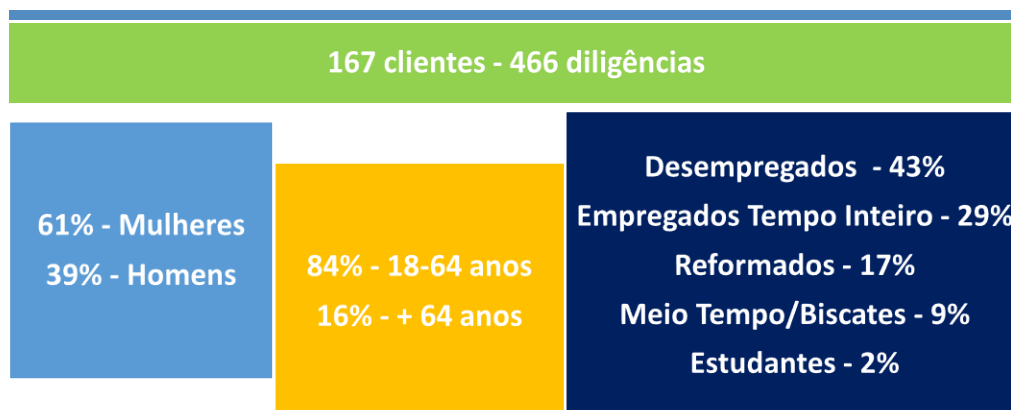 167 clientes - 466 diligências
61% - Mulheres
39% - Homens
84% - 18-64 anos
16% - + 64 anos
Desempregados - 43%
Empregados Tempo Inteiro - 29%
Reformados - 17%
Meio Tempo/Biscates - 9%
Estudantes - 2%